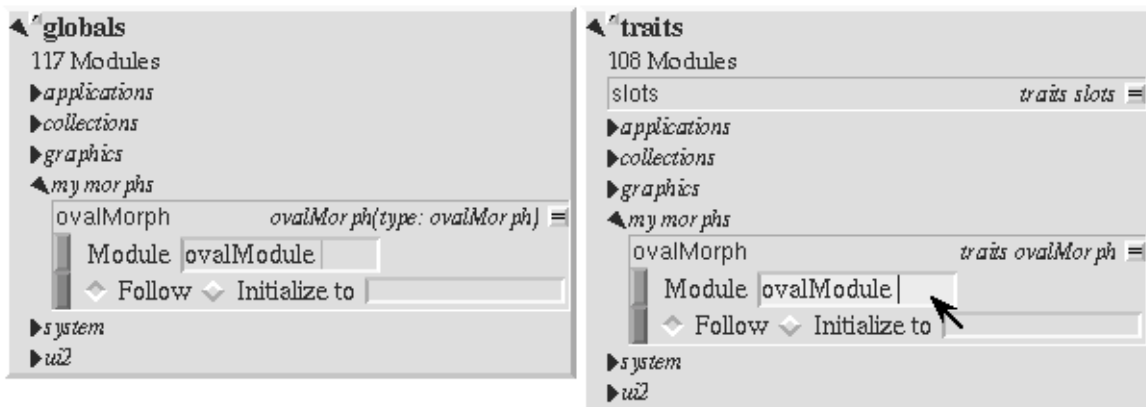 globals
117 Modules
applications
collections
graphics
mymorphs
ovalMorph ovalMorph(type: ovalMorph) =
Module ovalModule
Follow Initialize to
system
ui2
traits
108 Modules
slots traits slots =
applications
collections
graphics
mymorphs
ovalMorph traits ovalMorph =
Module ovalModule
Follow Initialize to
system
ui2